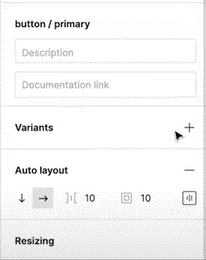 button / primary
Description
Documentation link
Variants
Auto layout
10 10
Resizing